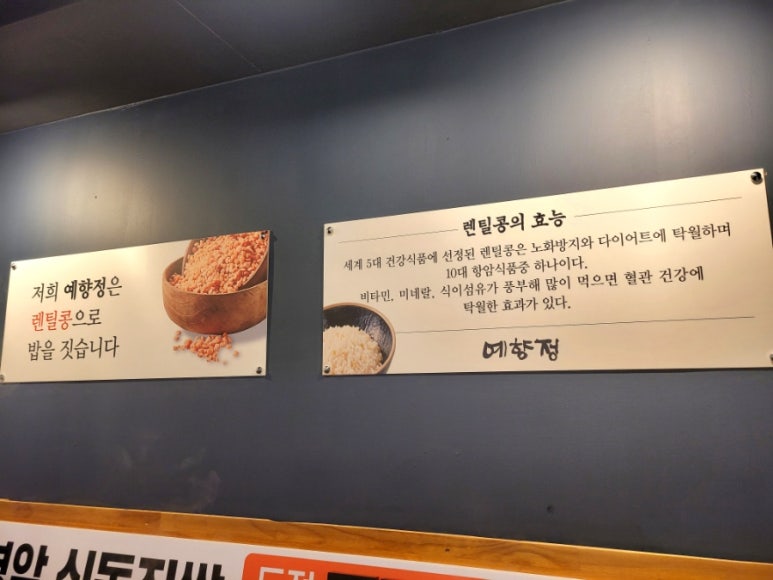 저희 예향정은
렌틸콩으로
밥을 짓습니다
렌틸콩의 효능
세계 5대 건강식품에 선정된 렌틸콩은 노화방지와 다이어트에 탁월하며
10대 항암식품중 하나이다.
비타민, 미네랄, 식이섬유가 풍부해 많이 먹으면 혈관 건강에
탁월한 효과가 있다.
예향정